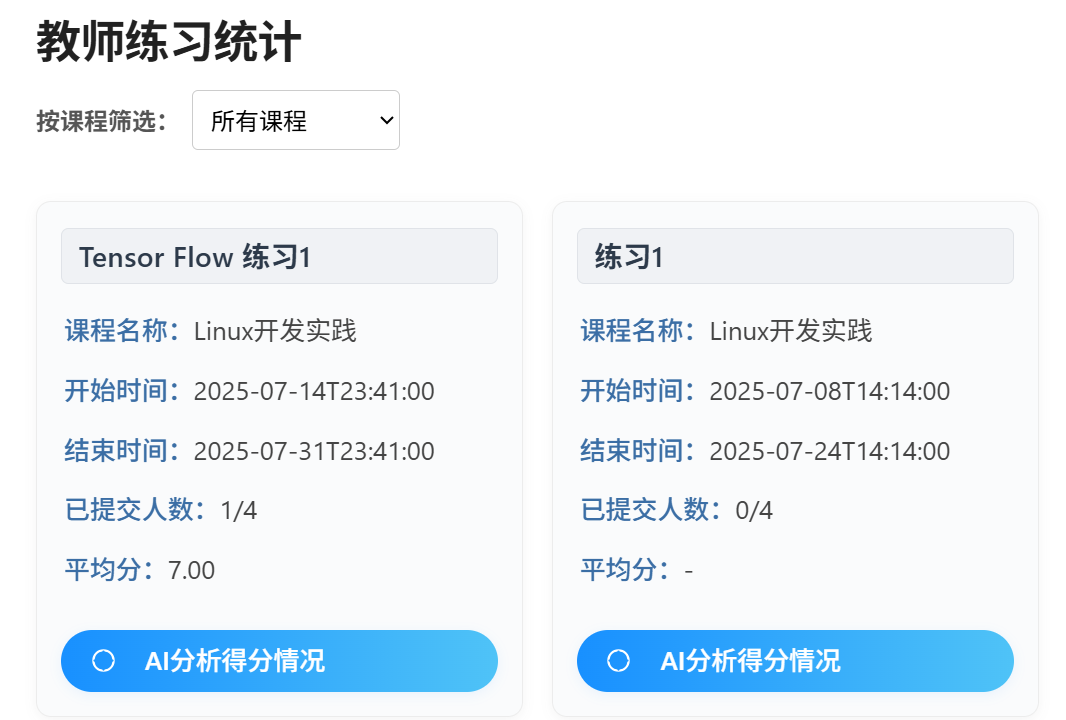 教师练习统计
按课程筛选：
所有课程
Tensor Flow 练习1
课程名称：Linux开发实践
开始时间：2025-07-14T23:41:00
结束时间：2025-07-31T23:41:00
已提交人数：1/4
平均分：7.00
AI分析得分情况
练习1
课程名称：Linux开发实践
开始时间：2025-07-08T14:14:00
结束时间：2025-07-24T14:14:00
已提交人数：0/4
平均分：-
AI分析得分情况